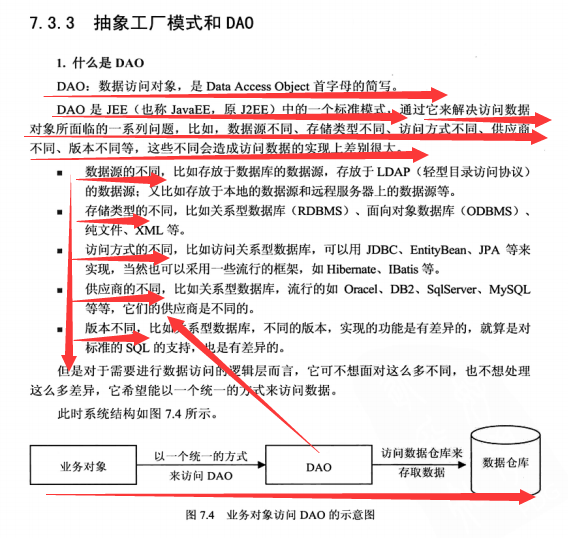 7.3.3 抽象工厂模式和 DAO
1. 什么是 DAO
DAO：数据访问对象，是 Data Access Object 首字母的简写。
DAO 是 JEE（也称 JavaEE，原 J2EE）中的一个标准模式，通过它来解决访问数据
对象所面临的一系列问题，比如，数据源不同、存储类型不同、访问方式不同、供应商
不同、版本不同等，这些不同会造成访问数据的实现上差别很大。
■ 数据源的不同，比如存放于数据库的数据源，存放于 LDAP（轻型目录访问协议）
的数据源；又比如存放于本地的数据源和远程服务器上的数据源等。
■ 存储类型的不同，比如关系型数据库（RDBMS）、面向对象数据库（ODBMS）、
纯文件、XML 等。
■ 访问方式的不同，比如访问关系型数据库，可以用 JDBC、EntityBean、JPA 等来
实现，当然也可以采用一些流行的框架，如 Hibernate、IBatis 等。
■ 供应商的不同，比如关系型数据库，流行的如 Oracel、DB2、SqlServer、MySQL
等等，它们的供应商是不同的。
■ 版本不同，比如关系型数据库，不同的版本，实现的功能是有差异的，就算是对
标准的 SQL 的支持，也是有差异的。
但是对于需要进行数据访问的逻辑层而言，它可不想面对这么多不同，也不想处理
这么多差异，它希望能以一个统一的方式来访问数据。
此时系统结构如图 7.4 所示。
业务对象
以一个统一的方式
来访问 DAO
DAO
访问数据仓库来
存取数据
数据仓库
图 7.4 业务对象访问 DAO 的示意图